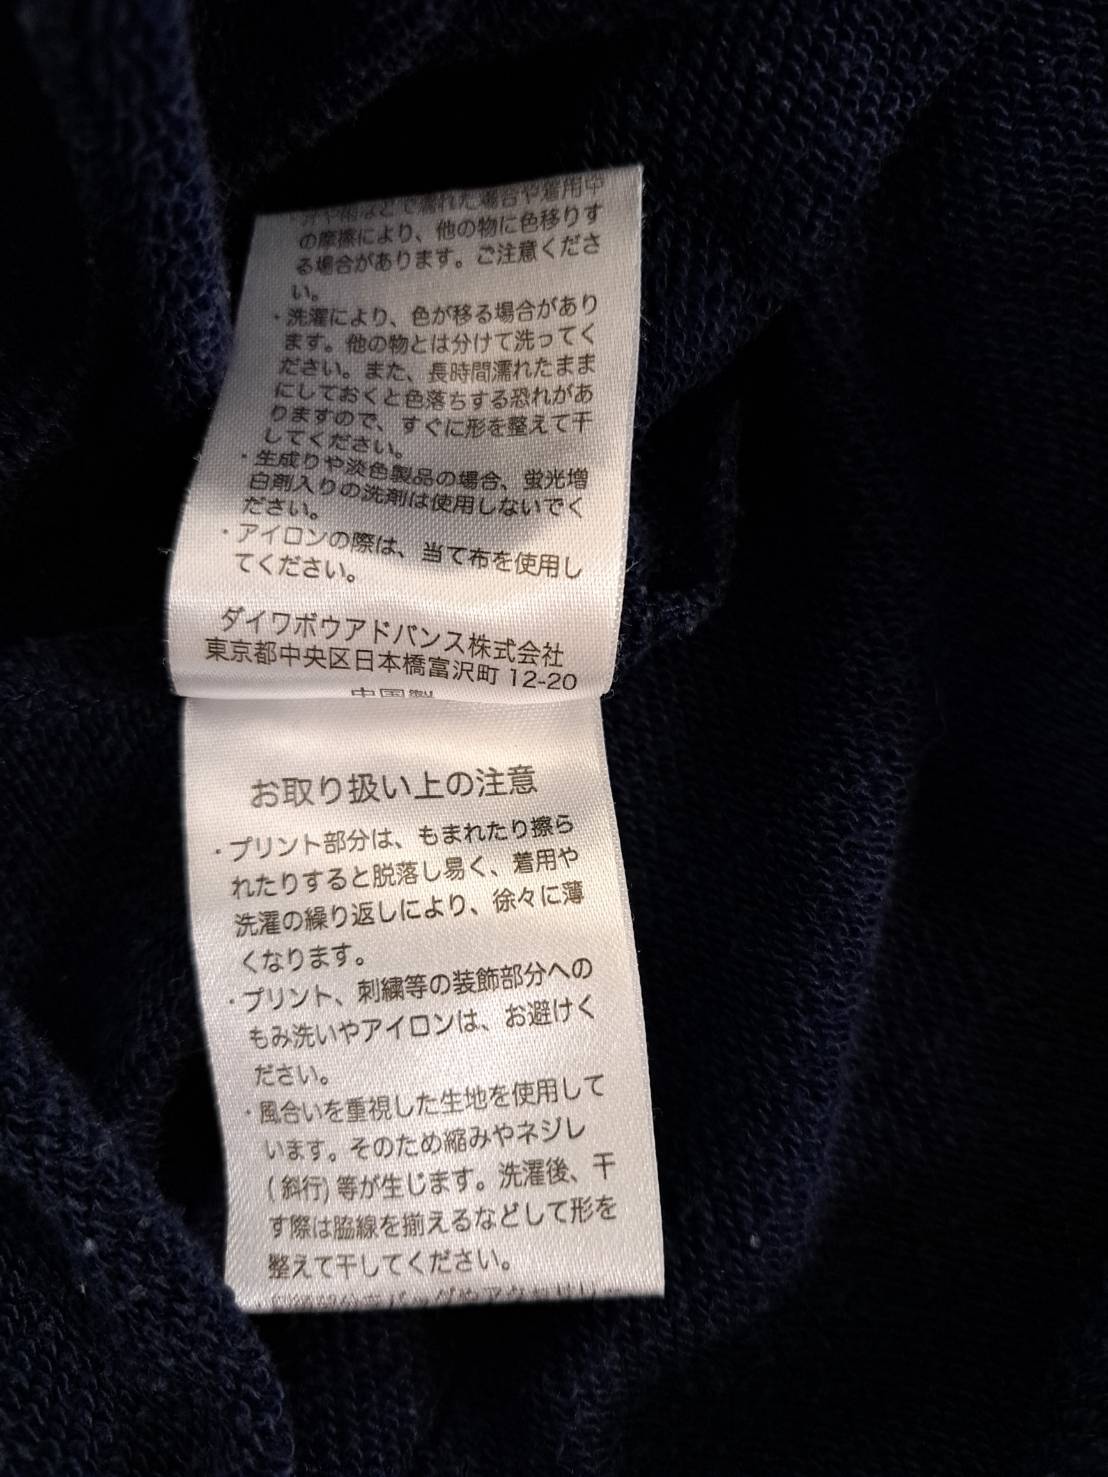 の摩擦により、他の物に色移りす
る場合があります。ご注意くださ
い。
・洗濯により、色が移る場合があり
ます。他の物とは分けて洗ってく
ださい。また、長時間濡れたまま
にしておくと色落ちする恐れがあ
りますので、すぐに形を整えて干
してください。
・生成りや淡色製品の場合、蛍光増
白剤入りの洗剤は使用しないでく
ださい。
・アイロンの際は、当て布を使用し
てください。
ダイワボウアドバンス株式会社
東京都中央区日本橋富沢町 12-20
中国製
お取り扱い上の注意
・プリント部分は、もまれたり擦ら
れたりすると脱落し易く、着用や
洗濯の繰り返しにより、徐々に薄
くなります。
・プリント、刺繍等の装飾部分への
もみ洗いやアイロンは、お避けく
ださい。
・風合いを重視した生地を使用して
います。そのため縮みやネジレ
(斜行)等が生じます。洗濯後、干
す際は脇線を揃えるなどして形を
整えて干してください。